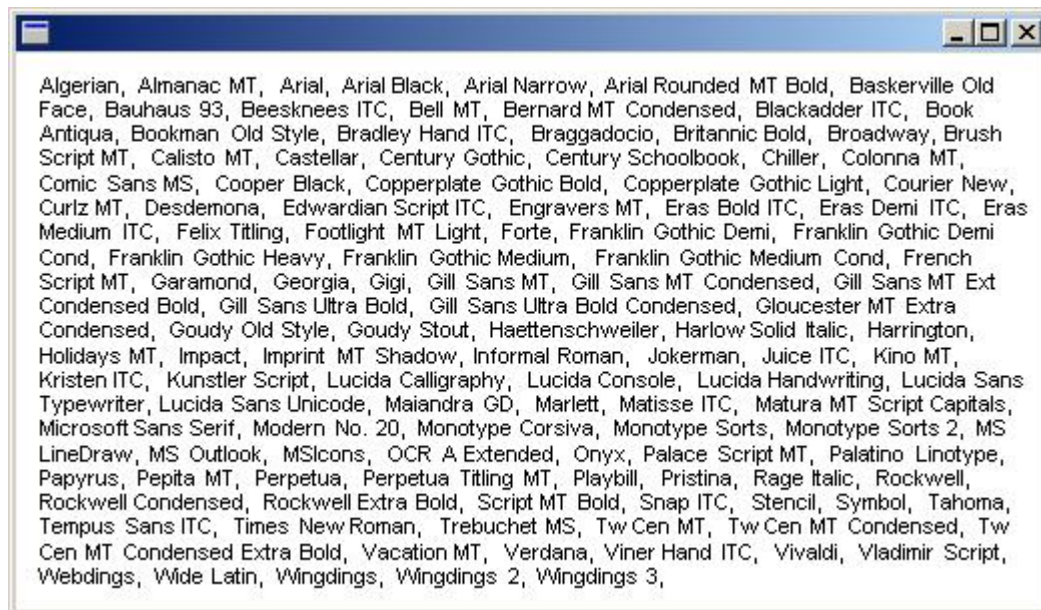 Algerian, Almanac MT, Arial, Arial Black, Arial Narrow, Arial Rounded MT Bold, Baskerville Old
Face, Bauhaus 93, Beesknees ITC, Bell MT, Bernard MT Condensed, Blackadder ITC, Book
Antiqua, Bookman Old Style, Bradley Hand ITC, Braggadocio, Britannic Bold, Broadway, Brush
Script MT, Calisto MT, Castellar, Century Gothic, Century Schoolbook, Chiller, Colonna MT,
Comic Sans MS, Cooper Black, Copperplate Gothic Bold, Copperplate Gothic Light, Courier New,
Curlz MT, Desdemona, Edwardian Script ITC, Engravers MT, Eras Bold ITC, Eras Demi ITC, Eras
Medium ITC, Felix Titling, Footlight MT Light, Forte, Franklin Gothic Demi, Franklin Gothic Demi
Cond, Franklin Gothic Heavy, Franklin Gothic Medium, Franklin Gothic Medium Cond, French
Script MT, Garamond, Georgia, Gigi, Gill Sans MT, Gill Sans MT Condensed, Gill Sans MT Ext
Condensed Bold, Gill Sans Ultra Bold, Gill Sans Ultra Bold Condensed, Gloucester MT Extra
Condensed, Goudy Old Style, Goudy Stout, Haettenschweiler, Harlow Solid Italic, Harrington,
Holidays MT, Impact, Imprint MT Shadow, Informal Roman, Jokerman, Juice ITC, Kino MT,
Kristen ITC, Kunstler Script, Lucida Calligraphy, Lucida Console, Lucida Handwriting, Lucida Sans
Typewriter, Lucida Sans Unicode, Maiandra GD, Marlett, Matisse ITC, Matura MT Script Capitals,
Microsoft Sans Serif, Modern No. 20, Monotype Corsiva, Monotype Sorts, Monotype Sorts 2, MS
LineDraw, MS Outlook, MSIcons, OCR A Extended, Onyx, Palace Script MT, Palatino Linotype,
Papyrus, Pepita MT, Perpetua, Perpetua Titling MT, Playbill, Pristina, Rage Italic, Rockwell,
Rockwell Condensed, Rockwell Extra Bold, Script MT Bold, Snap ITC, Stencil, Symbol, Tahoma,
Tempus Sans ITC, Times New Roman, Trebuchet MS, Tw Cen MT, Tw Cen MT Condensed, Tw
Cen MT Condensed Extra Bold, Vacation MT, Verdana, Viner Hand ITC, Vivaldi, Vladimir Script,
Webdings, Wide Latin, Wingdings, Wingdings 2, Wingdings 3,